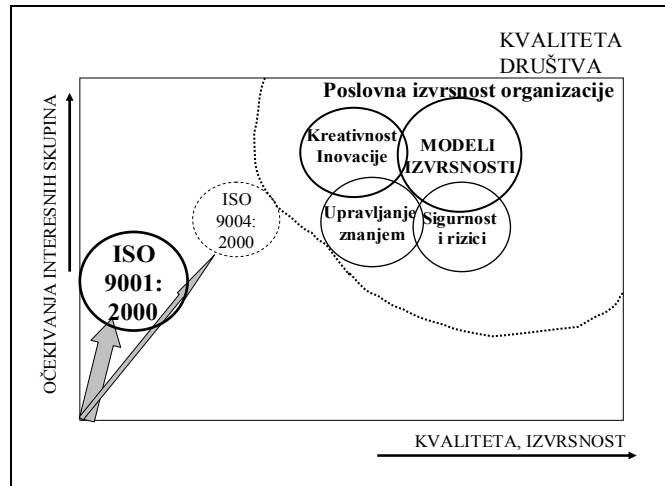 KVALITETA
DRUŠTVA
Poslovna izvrsnost organizacije
Kreativnost
Inovacije
MODELI
IZVRSNOSTI
Upravljanje
znanjem
Sigurnost
i rizici
ISO
9004:
2000
ISO
9001:
2000
OČEKIVANJA INTERESNIH SKUPINA
KVALITETA, IZVRSNOST